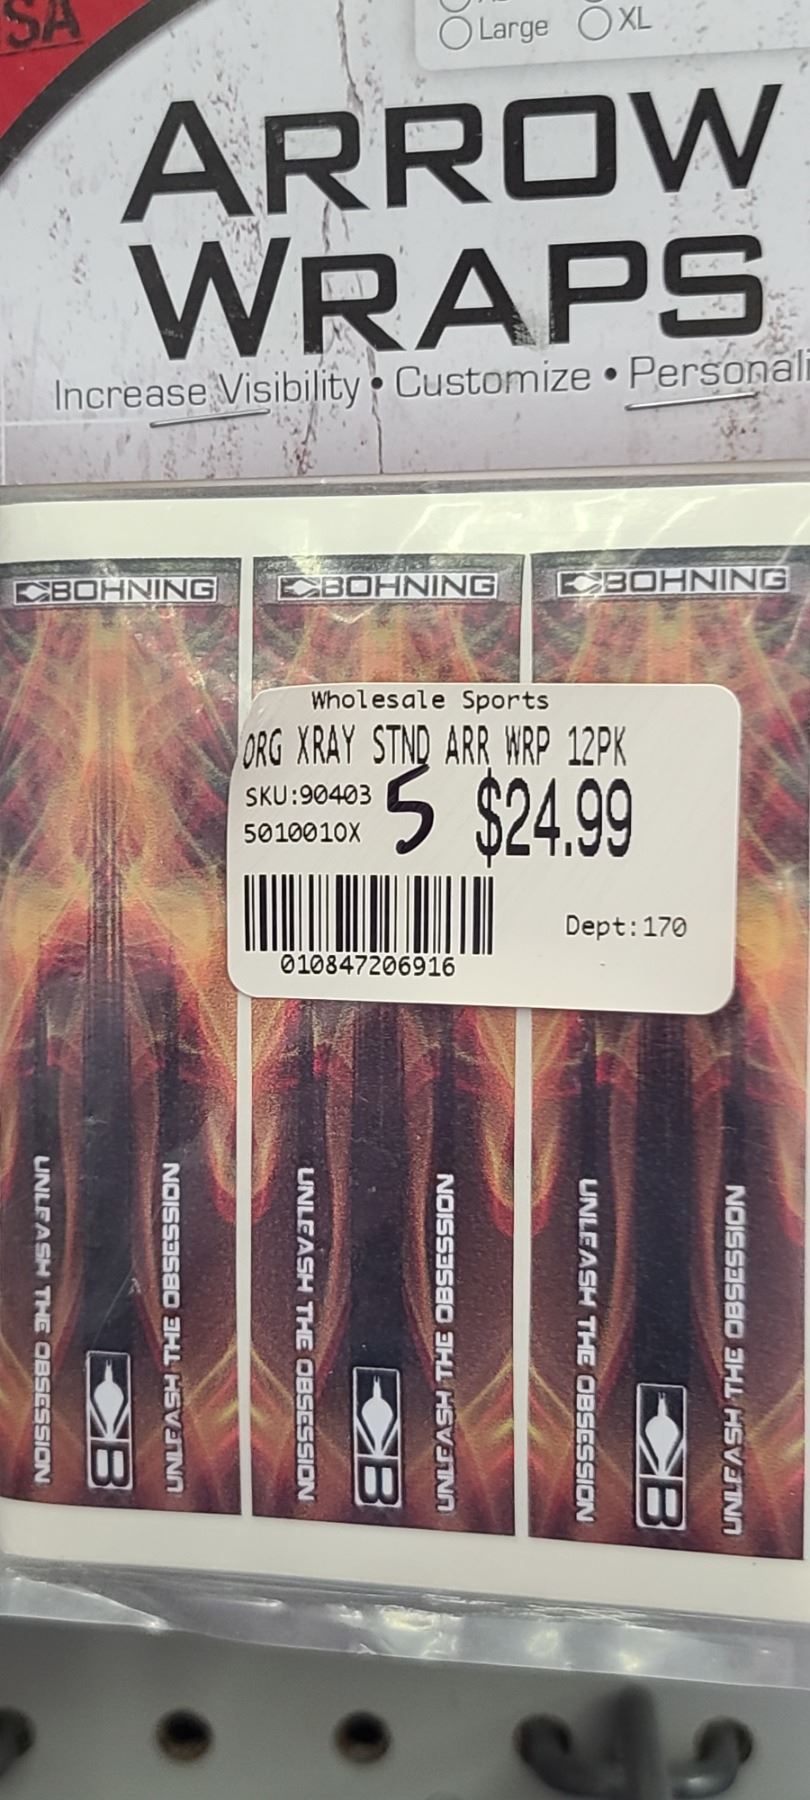 SA
Large XL
ARROW
WRAPS
Increase Visibility • Customize • Personali
BOHNING BOHNING BOHNING
Wholesale Sports
ORG XRAY STND ARR WRP 12PK
SKU:90403
5
$24.99
5010010X
Dept:170
010847206916
UNLEASH THE OBSESSION
B
UNLEASH THE OBSESSION
UNLEASH THE OBSESSION
B
UNLEASH THE OBSESSION
UNLEASH THE OBSESSION
B
UNLEASH THE OBSESSION